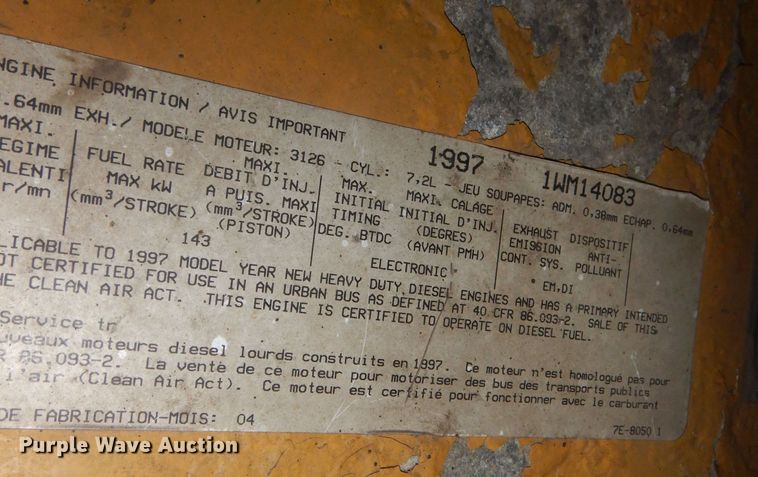 NGINE INFORMATION / AVIS IMPORTANT
1997 1WM14083
.64mm EXH./ MODELE MOTEUR: 3126 - CYL.: 7,2L - JEU SOUPAPES: ADM. 0,38mm ECHAP. 0,64mm
MAXI.
EGIME
ALENTI
r/mn
FUEL RATE
MAX kW
(mm³/STROKE)
MAXI.
DEBIT D'INJ.
A PUIS. MAXI
(mm³/STROKE)
(PISTON)
MAX.
INITIAL
TIMING
DEG. BTDC
MAXI. CALAGE
INITIAL D'INJ.
(DEGRES)
(AVANT PMH)
EXHAUST
EMISSION
CONT. SYS.
DISPOSITIF
ANTI-
POLLUANT
143 ELECTRONIC EM,DI
LICABLE TO 1997 MODEL YEAR NEW HEAVY DUTY DIESEL ENGINES AND HAS A PRIMARY INTENDED
OT CERTIFIED FOR USE IN AN URBAN BUS AS DEFINED AT 40 CFR 86.093-2. SALE OF THIS
HE CLEAN AIR ACT. THIS ENGINE IS CERTIFIED TO OPERATE ON DIESEL FUEL.
Service tr
uveaux moteurs diesel lourds construits en 1997. Ce moteur n'est homologué pas pour
R 86.093-2. La vente de ce moteur pour motoriser des bus des transports publics
l'air (Clean Air Act). Ce moteur est certifié pour fonctionner avec le carburant
DE FABRICATION-MOIS: 04
7E-8050 1
Purple Wave Auction